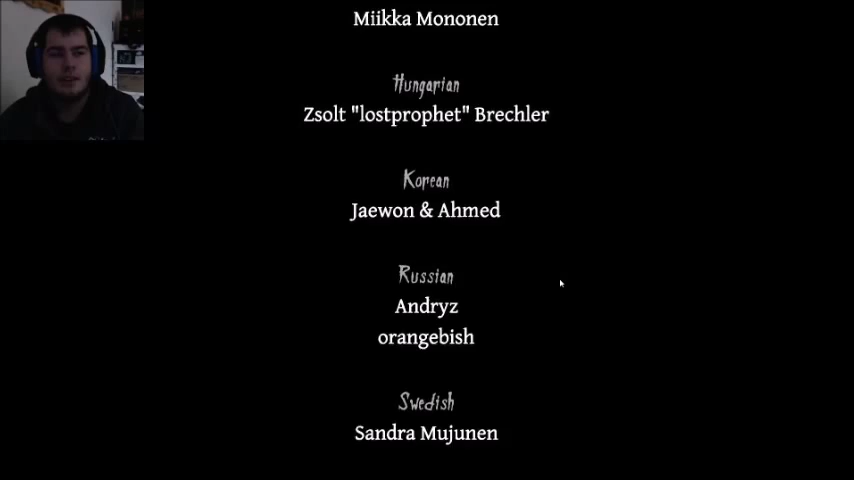 Miikka Mononen
Hungarian
Zsolt "lostprophet" Brechler
Korean
Jaewon & Ahmed
Russian
Andryz
orangebish
Swedish
Sandra Mujunen